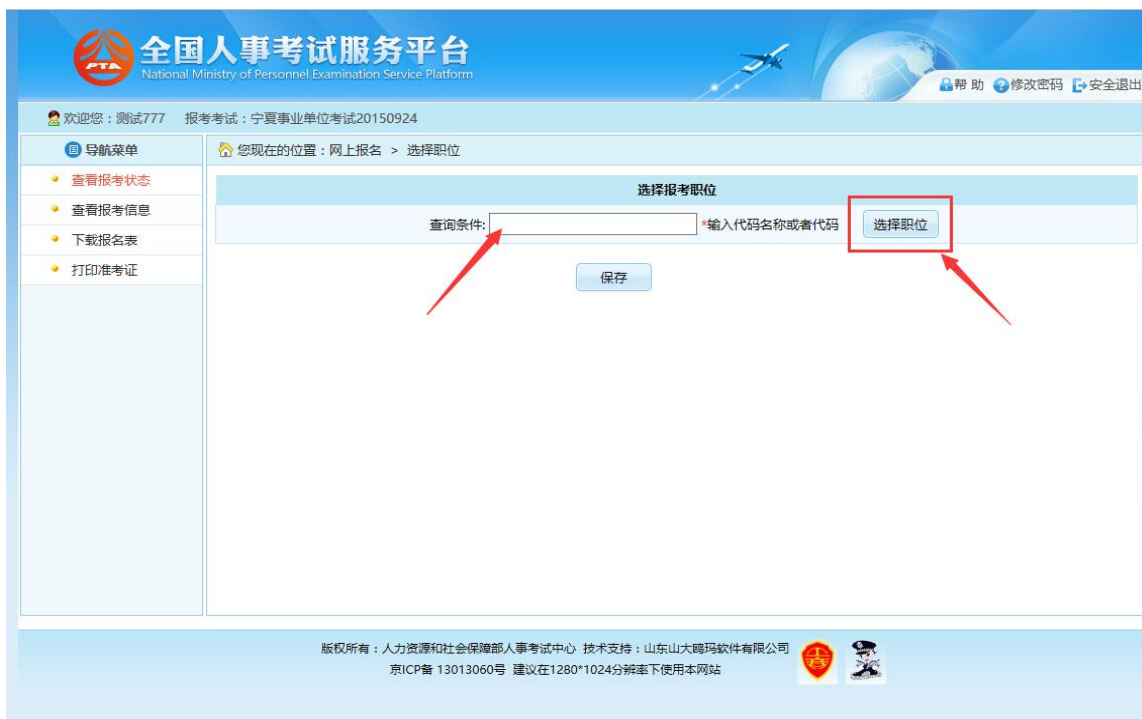 全国人事考试服务平台
National Ministry of Personnel Examination Service Platform
PTA
帮 助 修改密码 安全退出
欢迎您：测试777 报考考试：宁夏事业单位考试20150924
导航菜单
您现在的位置：网上报名 > 选择职位
查看报考状态
查看报考信息
下载报名表
打印准考证
选择报考职位
查询条件: *输入代码名称或者代码 选择职位
保存
版权所有：人力资源和社会保障部人事考试中心 技术支持：山东山大鸥玛软件有限公司
京ICP备 13013060号 建议在1280*1024分辨率下使用本网站